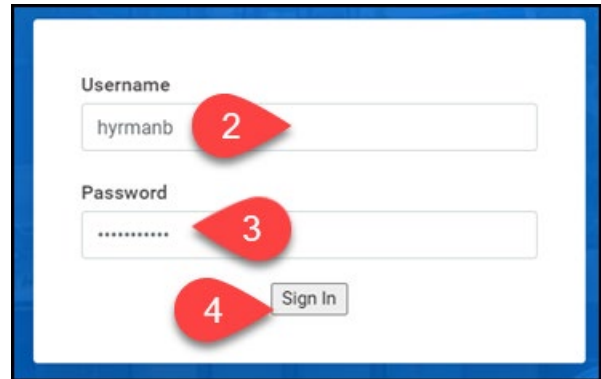 Username
hyrmanb 2
Password
........... 3
4 Sign In